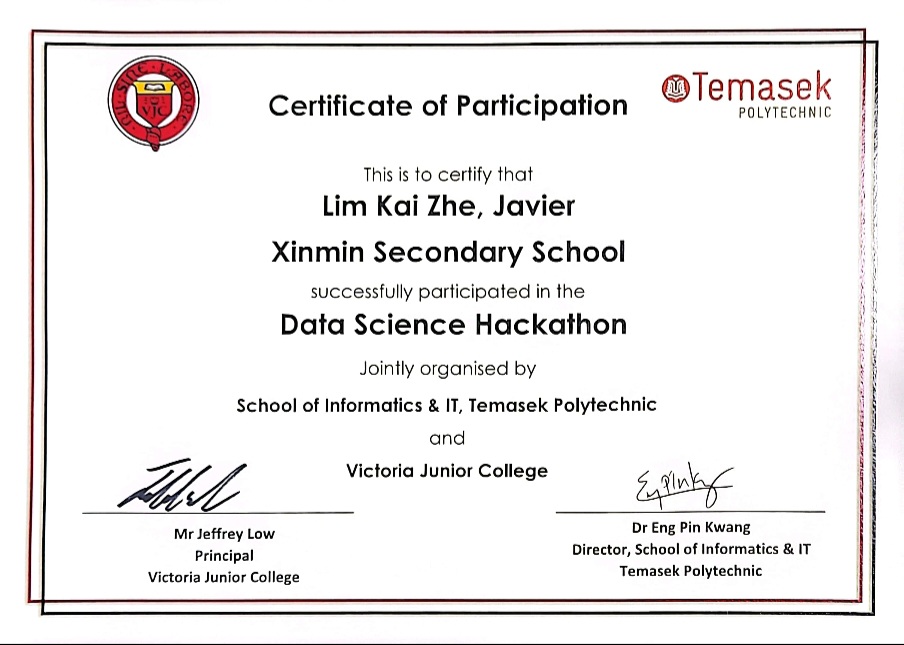 NIL SINE LABORE
VJC
Certificate of Participation
Temasek
POLYTECHNIC
This is to certify that
Lim Kai Zhe, Javier
Xinmin Secondary School
successfully participated in the
Data Science Hackathon
Jointly organised by
School of Informatics & IT, Temasek Polytechnic
and
Victoria Junior College
Mr Jeffrey Low
Principal
Victoria Junior College
EngPinKg
Dr Eng Pin Kwang
Director, School of Informatics & IT
Temasek Polytechnic